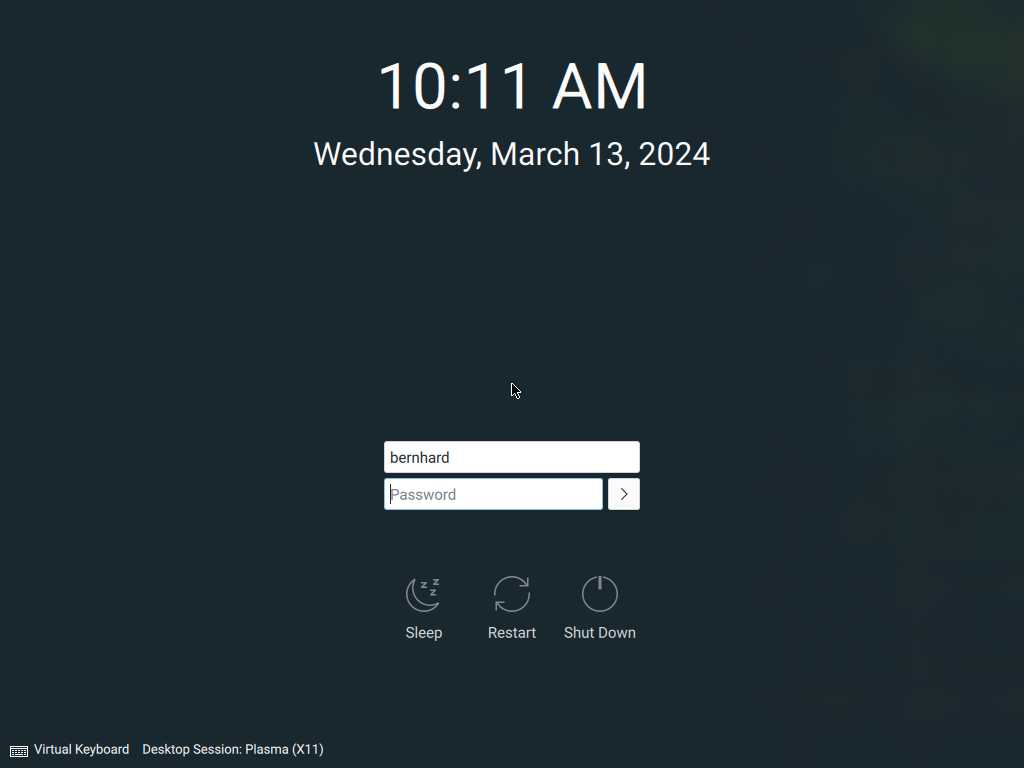 10:11 AM
Wednesday, March 13, 2024
bernhard
Password
Sleep Restart Shut Down
Virtual Keyboard Desktop Session: Plasma (X11)